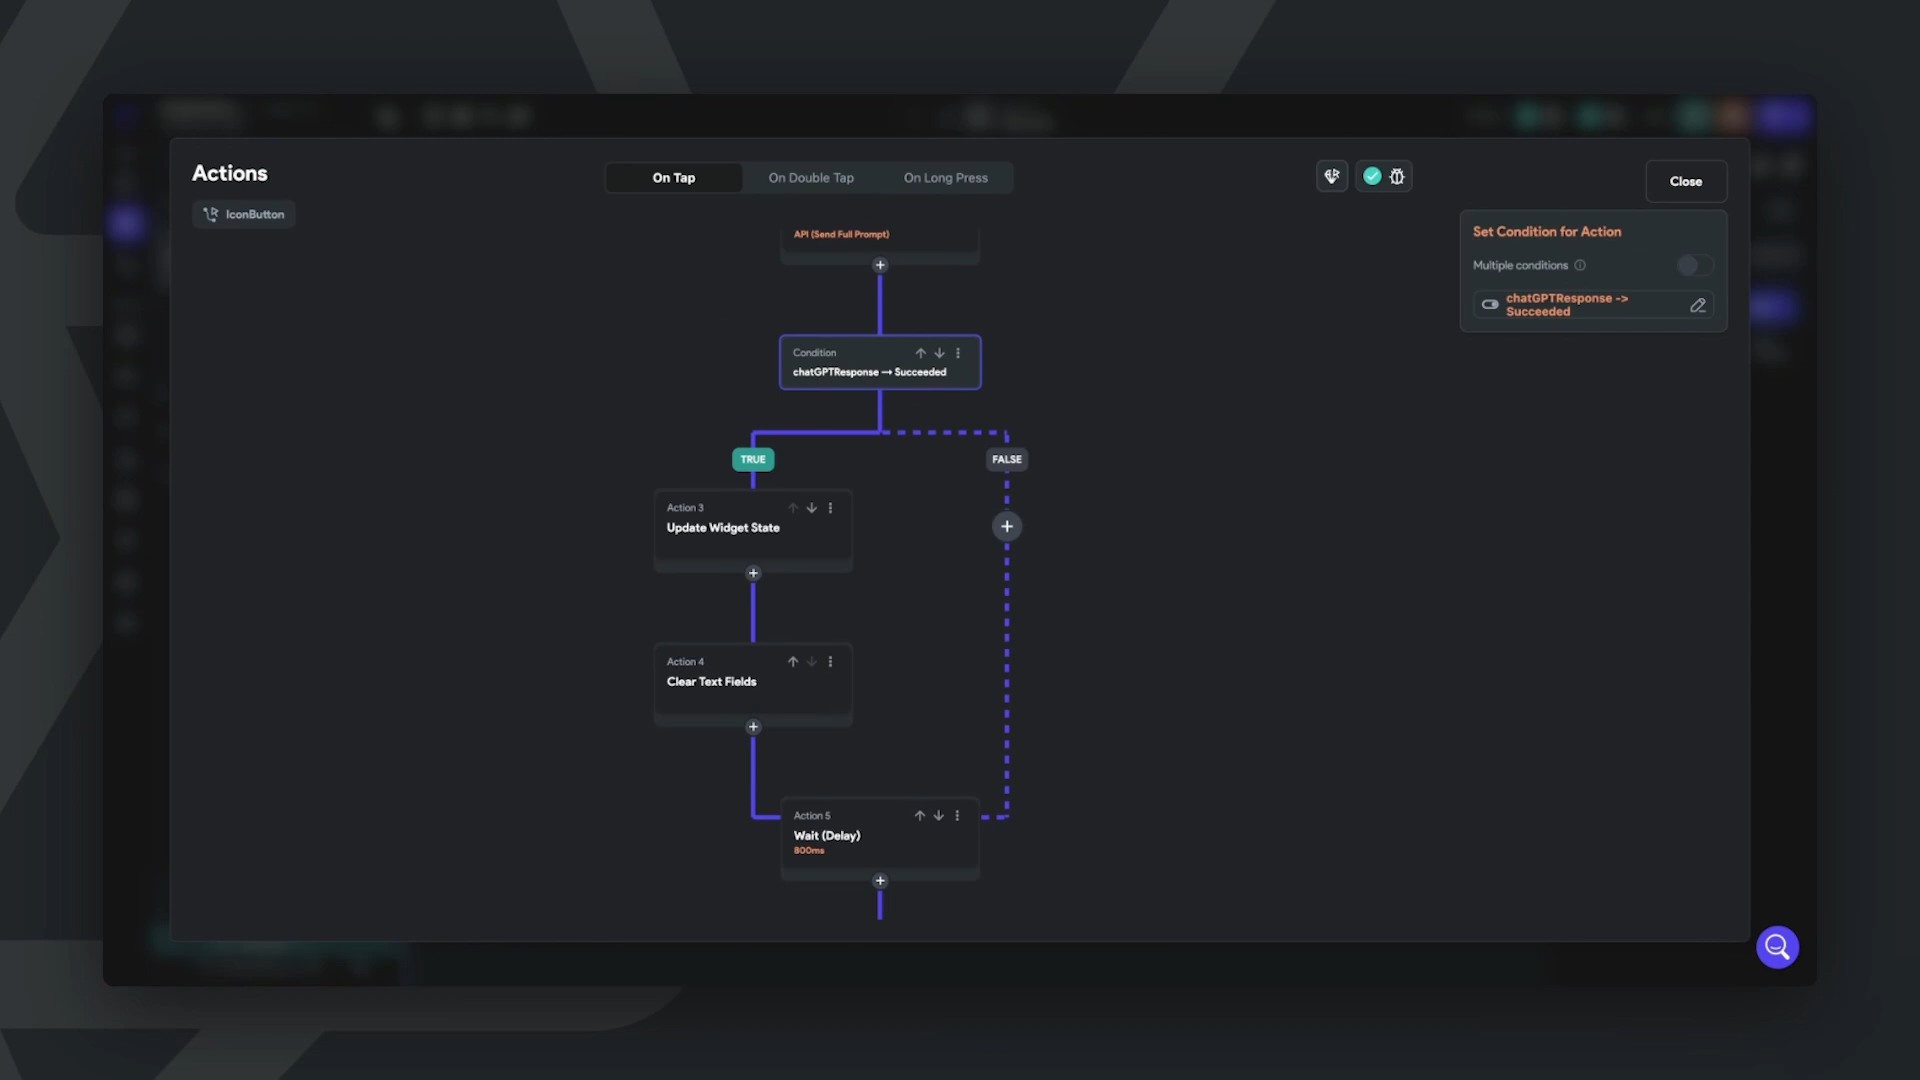 Actions
On Tap
On Double Tap
On Long Press
Close
IconButton
API (Send Full Prompt)
Set Condition for Action
Multiple conditions
chatGPTResponse ->
Succeeded
Condition
chatGPTResponse → Succeeded
TRUE
FALSE
Action 3
Update Widget State
Action 4
Clear Text Fields
Action 5
Wait (Delay)
800ms